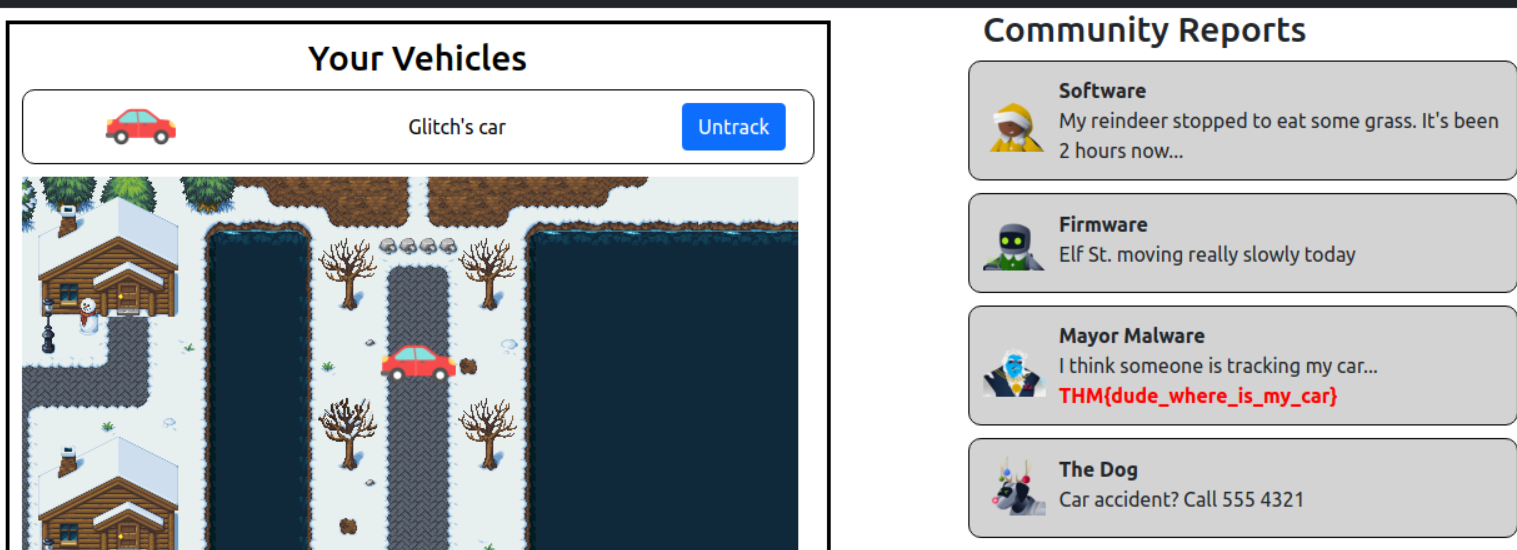 Your Vehicles
Glitch's car
Untrack
Community Reports
Software
My reindeer stopped to eat some grass. It's been
2 hours now...
Firmware
Elf St. moving really slowly today
Mayor Malware
I think someone is tracking my car...
THM{dude_where_is_my_car}
The Dog
Car accident? Call 555 4321